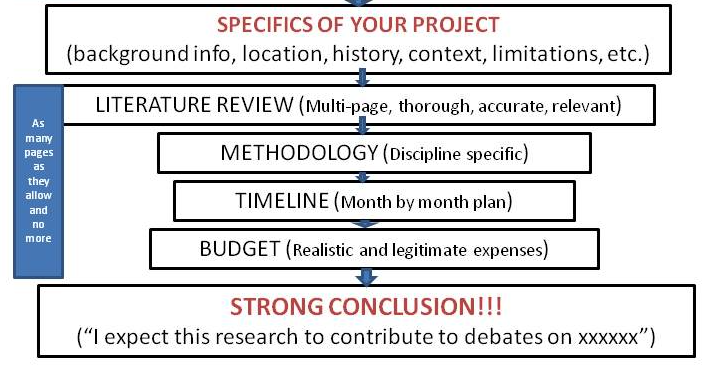 SPECIFICS OF YOUR PROJECT
(background info, location, history, context, limitations, etc.)
As
many
pages
as
they
allow
and
no
more
LITERATURE REVIEW (Multi-page, thorough, accurate, relevant)
METHODOLOGY (Discipline specific)
TIMELINE (Month by month plan)
BUDGET (Realistic and legitimate expenses)
STRONG CONCLUSION!!!
(“I expect this research to contribute to debates on xxxxxx”)